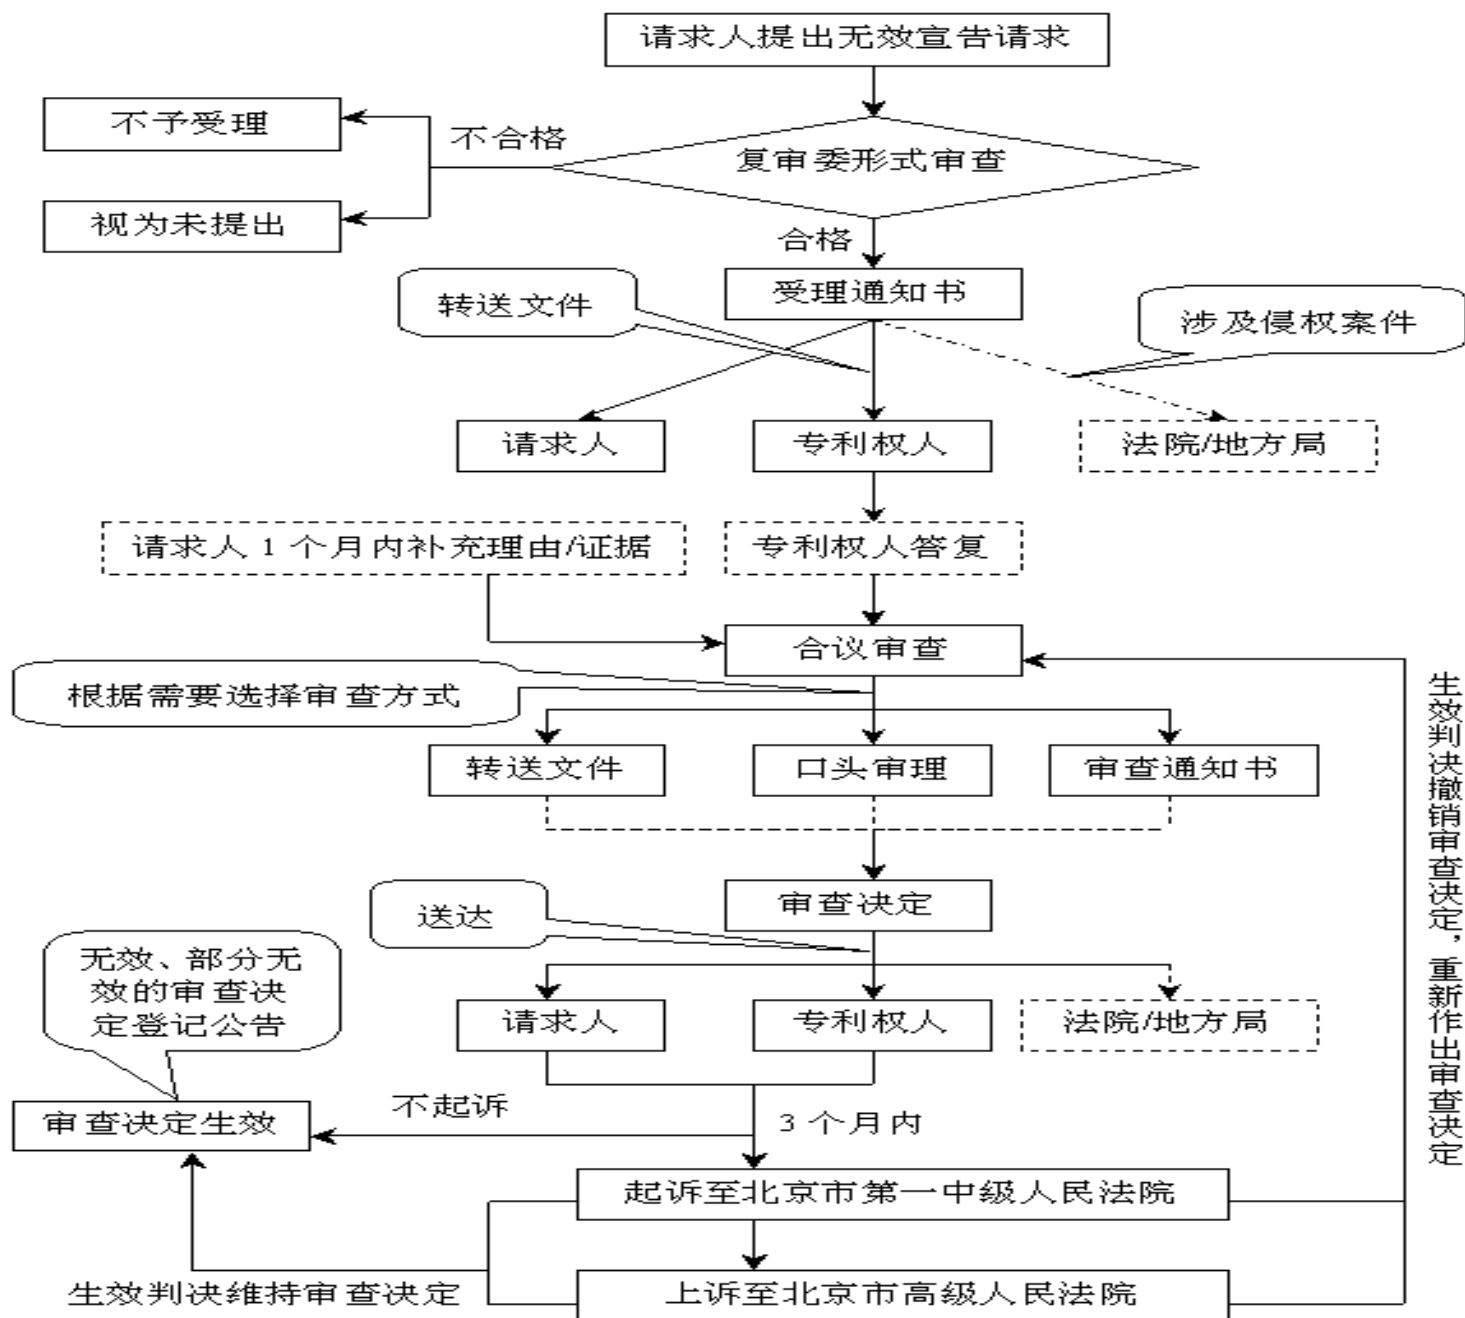 请求人提出无效宣告请求
不予受理
不合格
复审委形式审查
视为未提出
合格
受理通知书
转送文件
涉及侵权案件
请求人
专利权人
法院/地方局
请求人1个月内补充理由/证据
专利权人答复
合议审查
根据需要选择审查方式
转送文件
口头审理
审查通知书
生效判决撤销审查决定，重新作出审查决定
审查决定
送达
无效、部分无
效的审查决
定登记公告
请求人
专利权人
法院/地方局
不起诉
3个月内
审查决定生效
起诉至北京市第一中级人民法院
生效判决维持审查决定
上诉至北京市高级人民法院